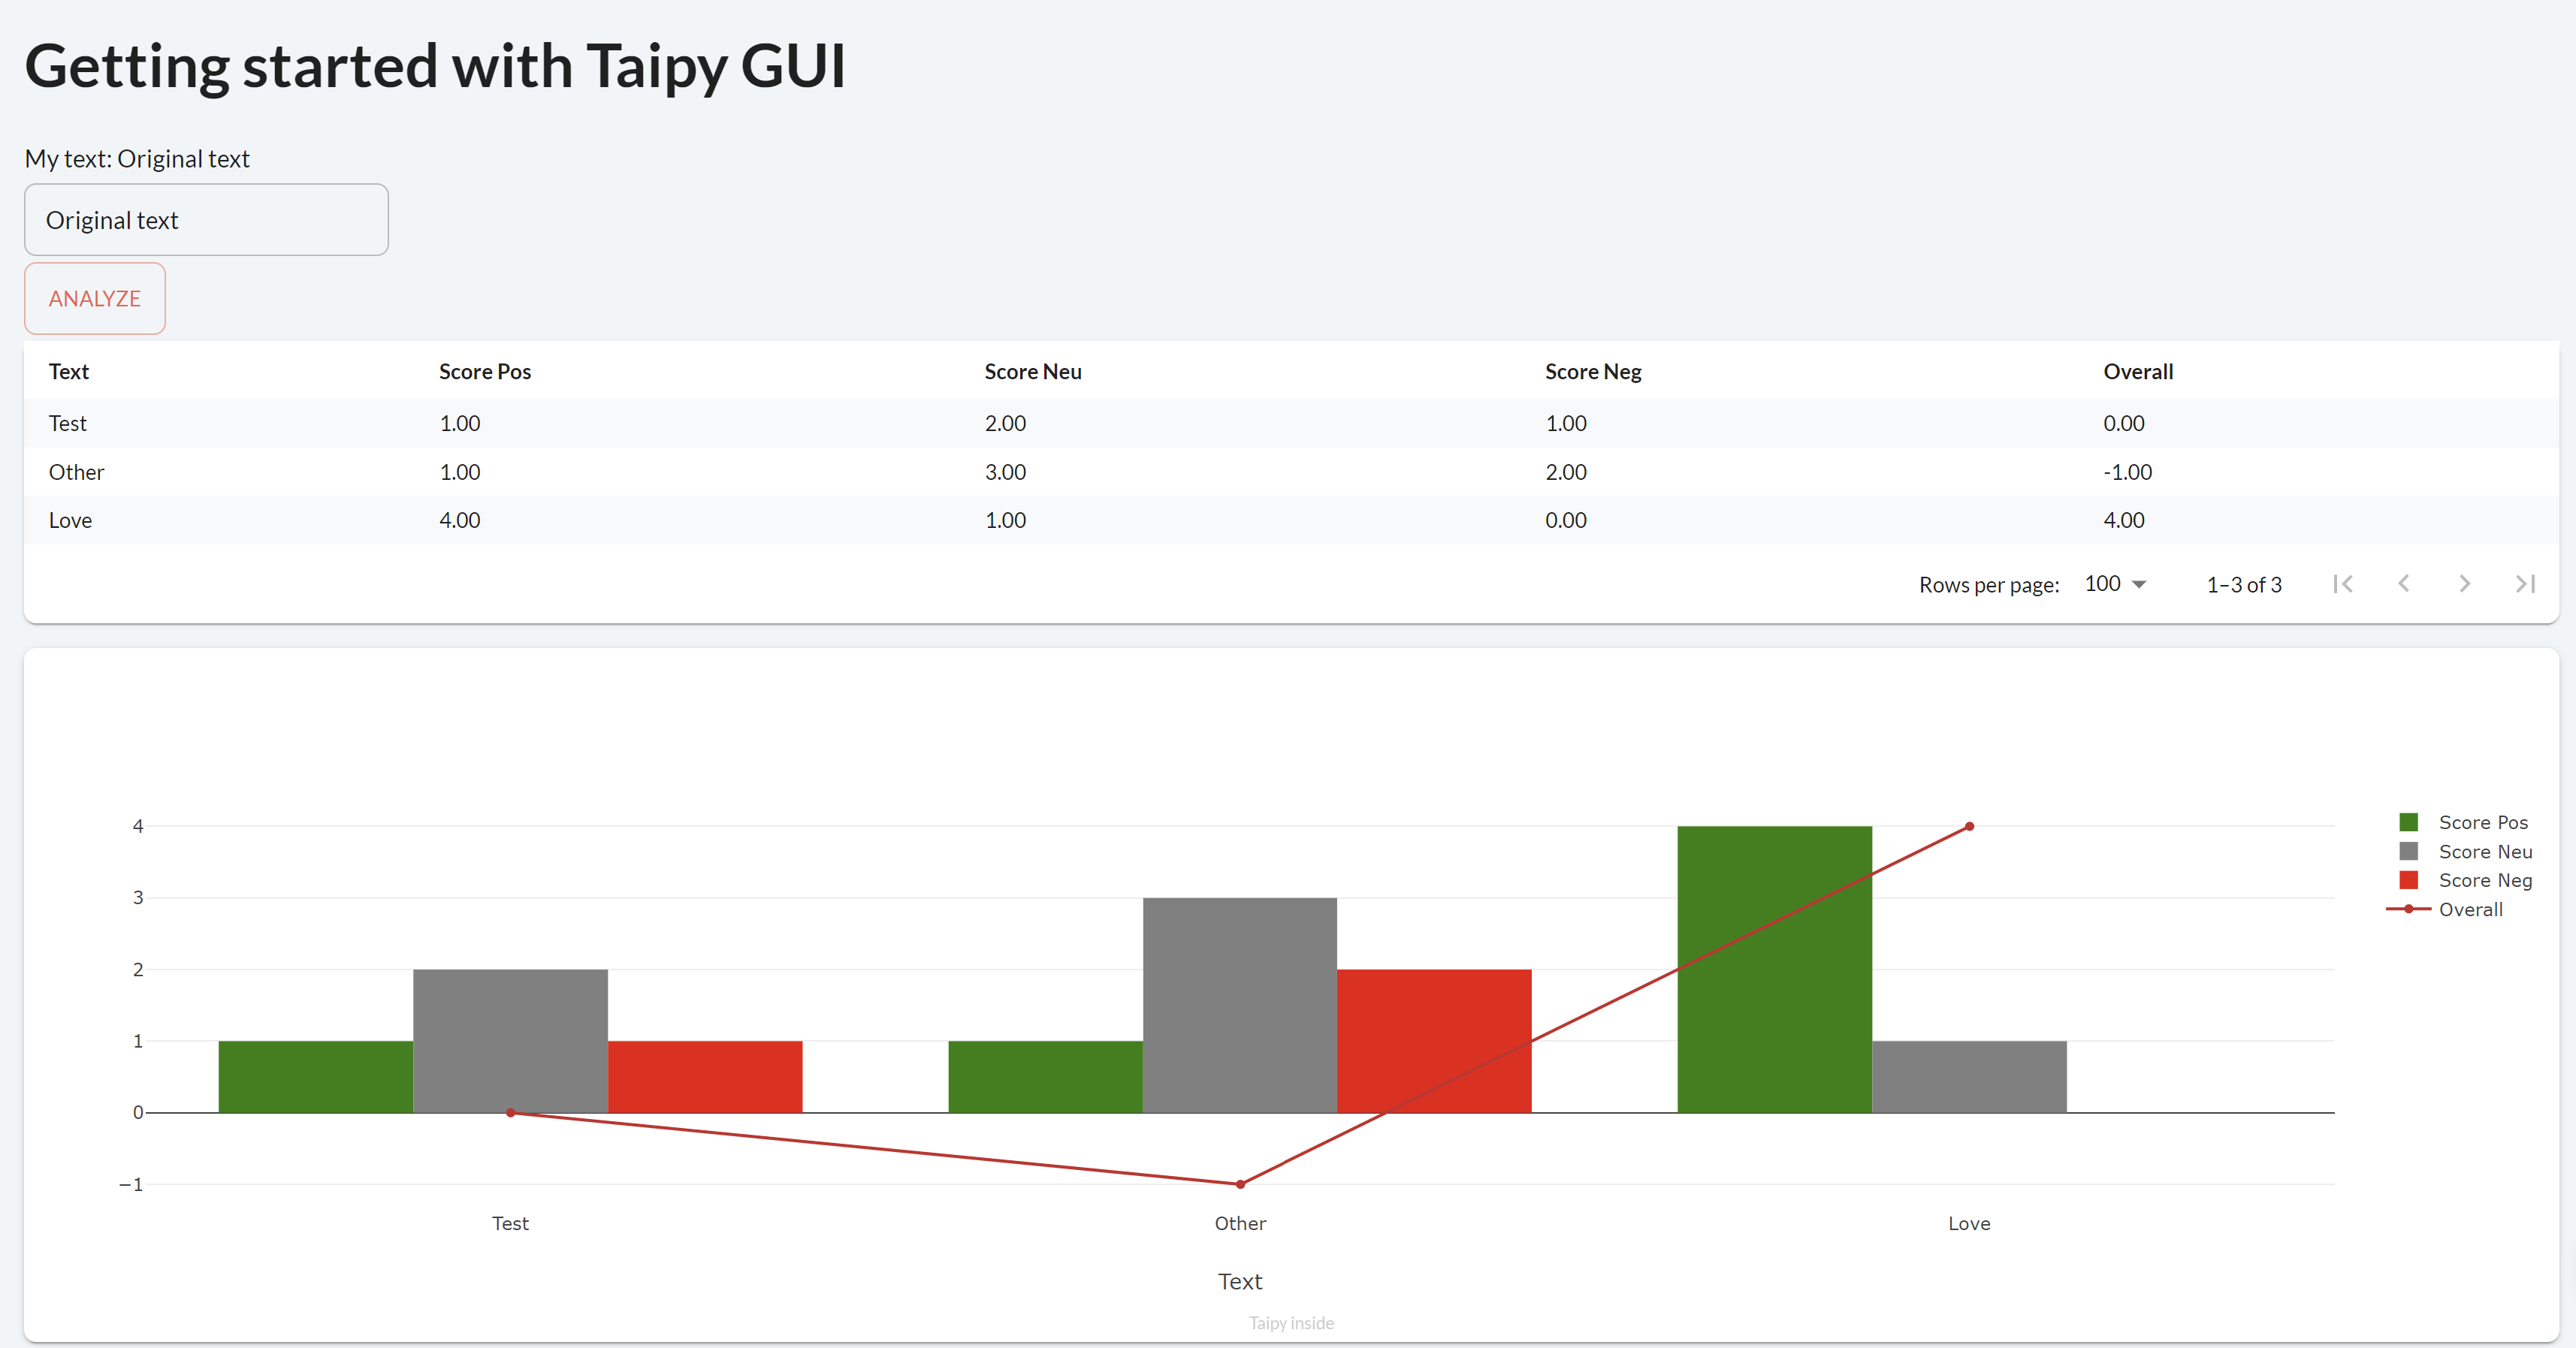 Getting started with Taipy GUI
My text: Original text
Original text
ANALYZE
Text Score Pos Score Neu Score Neg Overall
Test 1.00 2.00 1.00 0.00
Other 1.00 3.00 2.00 -1.00
Love 4.00 1.00 0.00 4.00
Rows per page: 100 1–3 of 3
4
3
2
1
0
−1
Test Other Love
Text
Score Pos
Score Neu
Score Neg
Overall
Taipy inside